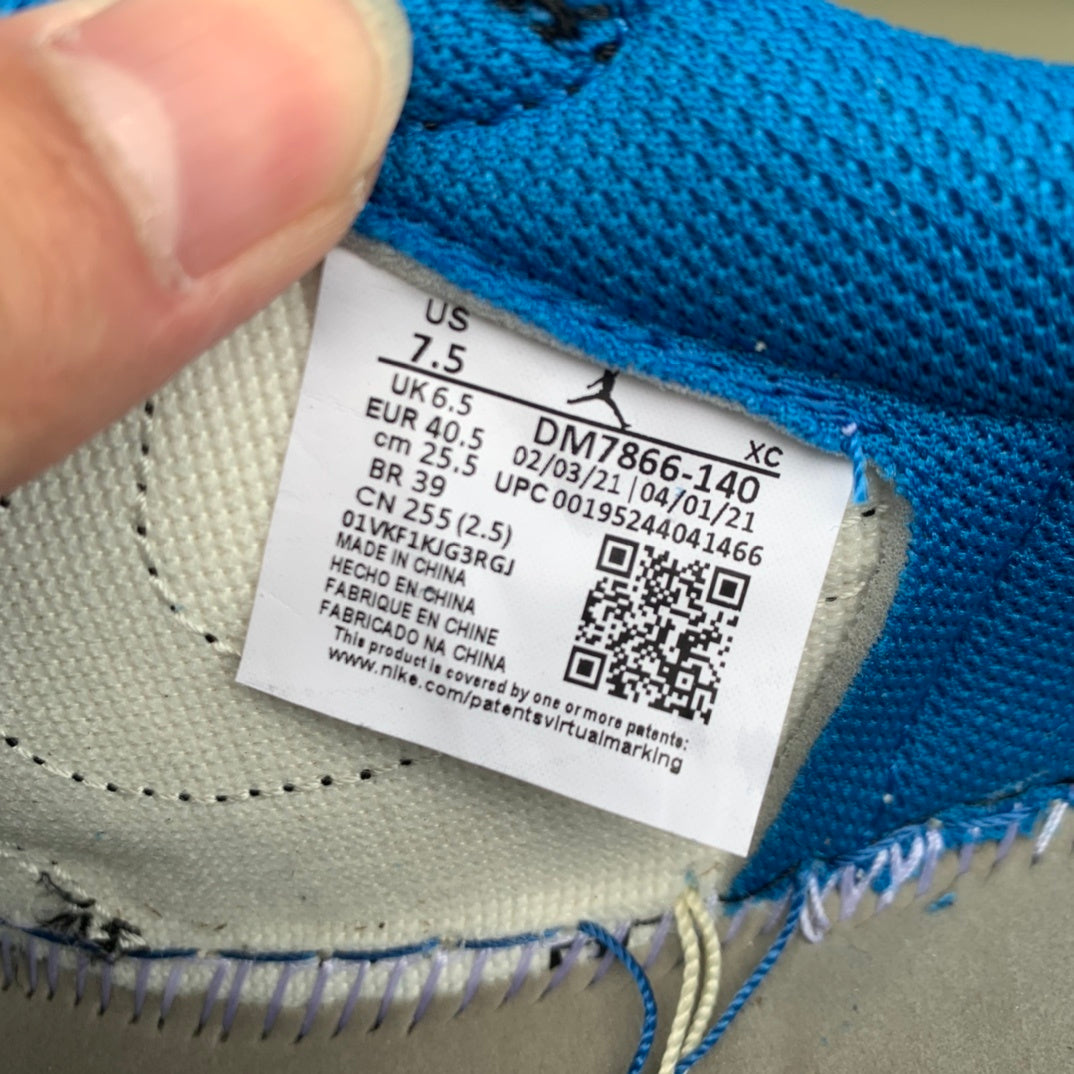 US
7.5
XC
UK 6.5
EUR 40.5
cm 25.5
BR 39
CN 255 (2.5)
01VKF1KJG3RGJ
DM7866-140
02/03/21 | 04/01/21
UPC 00195244041466
MADE IN CHINA
HECHO EN CHINA
FABRIQUE EN CHINE
FABRICADO NA CHINA
This product is covered by one or more patents:
www.nike.com/patentsvirtualmarking